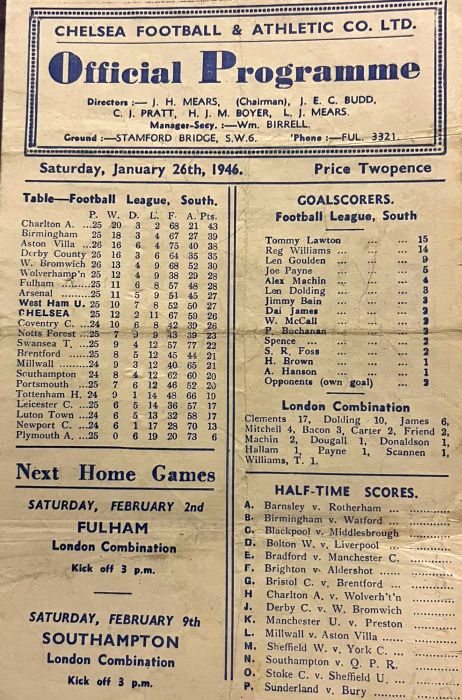 CHELSEA FOOTBALL & ATHLETIC CO. LTD.
Official Programme
Directors :— J. H. MEARS, (Chairman), J. E. C. BUDD,
C. J. PRATT, H. J. M. BOYER, L. J. MEARS.
Manager-Secy. :—Wm. BIRRELL.
Ground :—STAMFORD BRIDGE, S.W.6. 'Phone :—FUL. 3321.
Saturday, January 26th, 1946. Price Twopence
Table—Football League, South.
P. W. D. L. F. A. Pts.
Charlton A. ...25 20 3 2 68 21 43
Birmingham 25 18 3 4 67 27 39
Aston Villa ...26 16 6 4 75 40 38
Derby County 25 16 3 6 64 35 35
W. Bromwich 26 13 4 9 68 52 30
Wolverhamp'n 25 12 4 9 38 29 28
Fulham ...25 11 6 8 57 48 28
Arsenal .........25 11 5 9 51 45 27
West Ham U. 25 10 7 8 52 50 27
CHELSEA 25 12 2 11 67 59 26
Coventry C. ...24 10 6 8 42 39 26
Notts Forest ...25 7 9 9 43 39 23
Swansea T. ...25 9 4 12 57 77 22
Brentford ......25 8 5 12 45 44 21
Millwall .........24 9 3 12 40 65 21
Southampton 24 8 4 12 62 60 20
Portsmouth ...25 7 6 12 46 52 20
Tottenham H. 24 9 1 14 48 66 19
Leicester C. ...25 6 5 14 36 57 17
Luton Town ...24 6 5 13 32 58 17
Newport C. ...24 6 1 17 28 70 13
Plymouth A. ...25 0 6 19 20 73 6
Next Home Games
SATURDAY, FEBRUARY 2nd
FULHAM
London Combination
Kick off 3 p.m.
SATURDAY, FEBRUARY 9th
SOUTHAMPTON
London Combination
Kick off 3 p.m.
GOALSCORERS.
Football League, South
Tommy Lawton ... ... 15
Reg Williams ... ... 14
Len Goulden ... ... 9
Joe Payne ... ... 5
Alex Machin ... ... 4
Len Dolding ... ... 3
Jimmy Bain ... ... 3
Dai James ... ... 2
W. McCall ... ... 2
P. Buchanan ... ... 2
Spence ... ... 2
S. R. Foss ... ... 2
H. Brown ... ... 1
A. Hanson ... ... 1
Opponents (own goal) ... 2
London Combination
Clements 17, Dolding 10, James 6,
Mitchell 4, Bacon 3, Carter 2, Friend 2,
Machin 2, Dougall 1, Donaldson 1,
Hallam 1, Payne 1, Scannen 1,
Williams, T. 1.
HALF-TIME SCORES.
A. Barnsley v. Rotherham ...
B. Birmingham v. Watford ...
C. Blackpool v. Middlesbrough
D. Bolton W. v. Liverpool ...
E. Bradford v. Manchester C.
F. Brighton v. Aldershot
G. Bristol C. v. Brentford
H Charlton A. v. Wolverh't'n
J. Derby C. v. W. Bromwich
K. Manchester U. v. Preston
L. Millwall v. Aston Villa
M. Sheffield W. v. York C. ...
N. Southampton v. Q. P. R.
O. Stoke C. v. Sheffield U. ...
P. Sunderland v. Bury